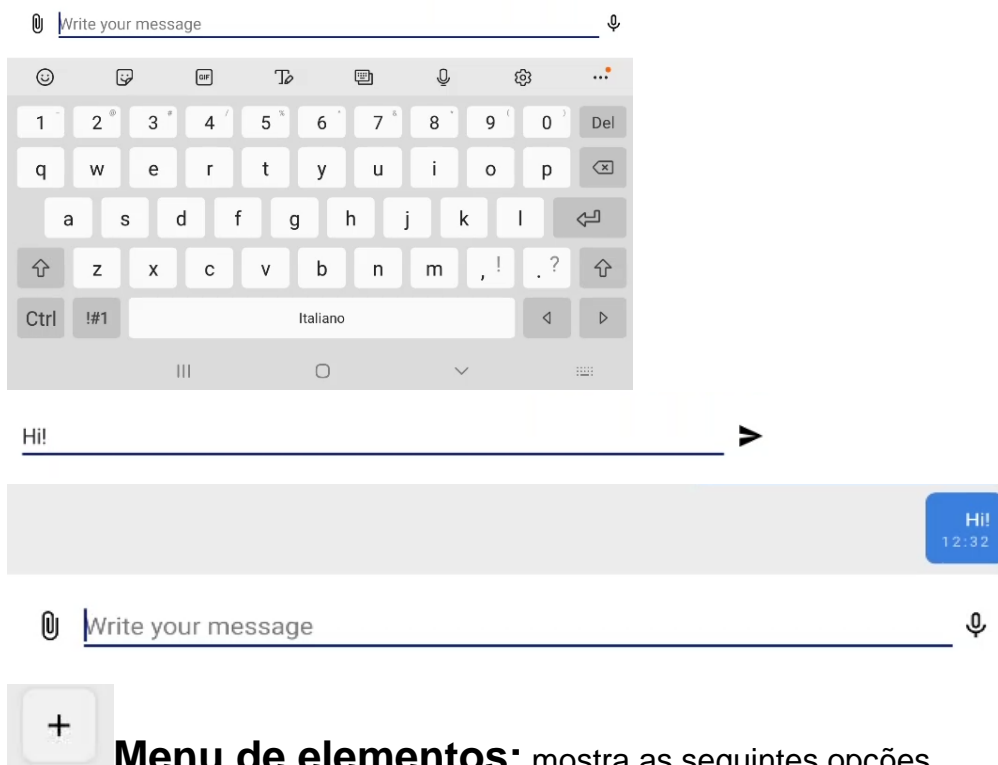 Write your message
GIF
1 2 @ 3 # 4 / 5 % 6 ^ 7 & 8 * 9 ( 0 ) Del
q w e r t y u i o p
a s d f g h j k l
z x c v b n m , ! . ?
Ctrl !#1 Italiano
Hi!
Hi!
12:32
Write your message
+
Menu de elementos: mostra as seguintes opções